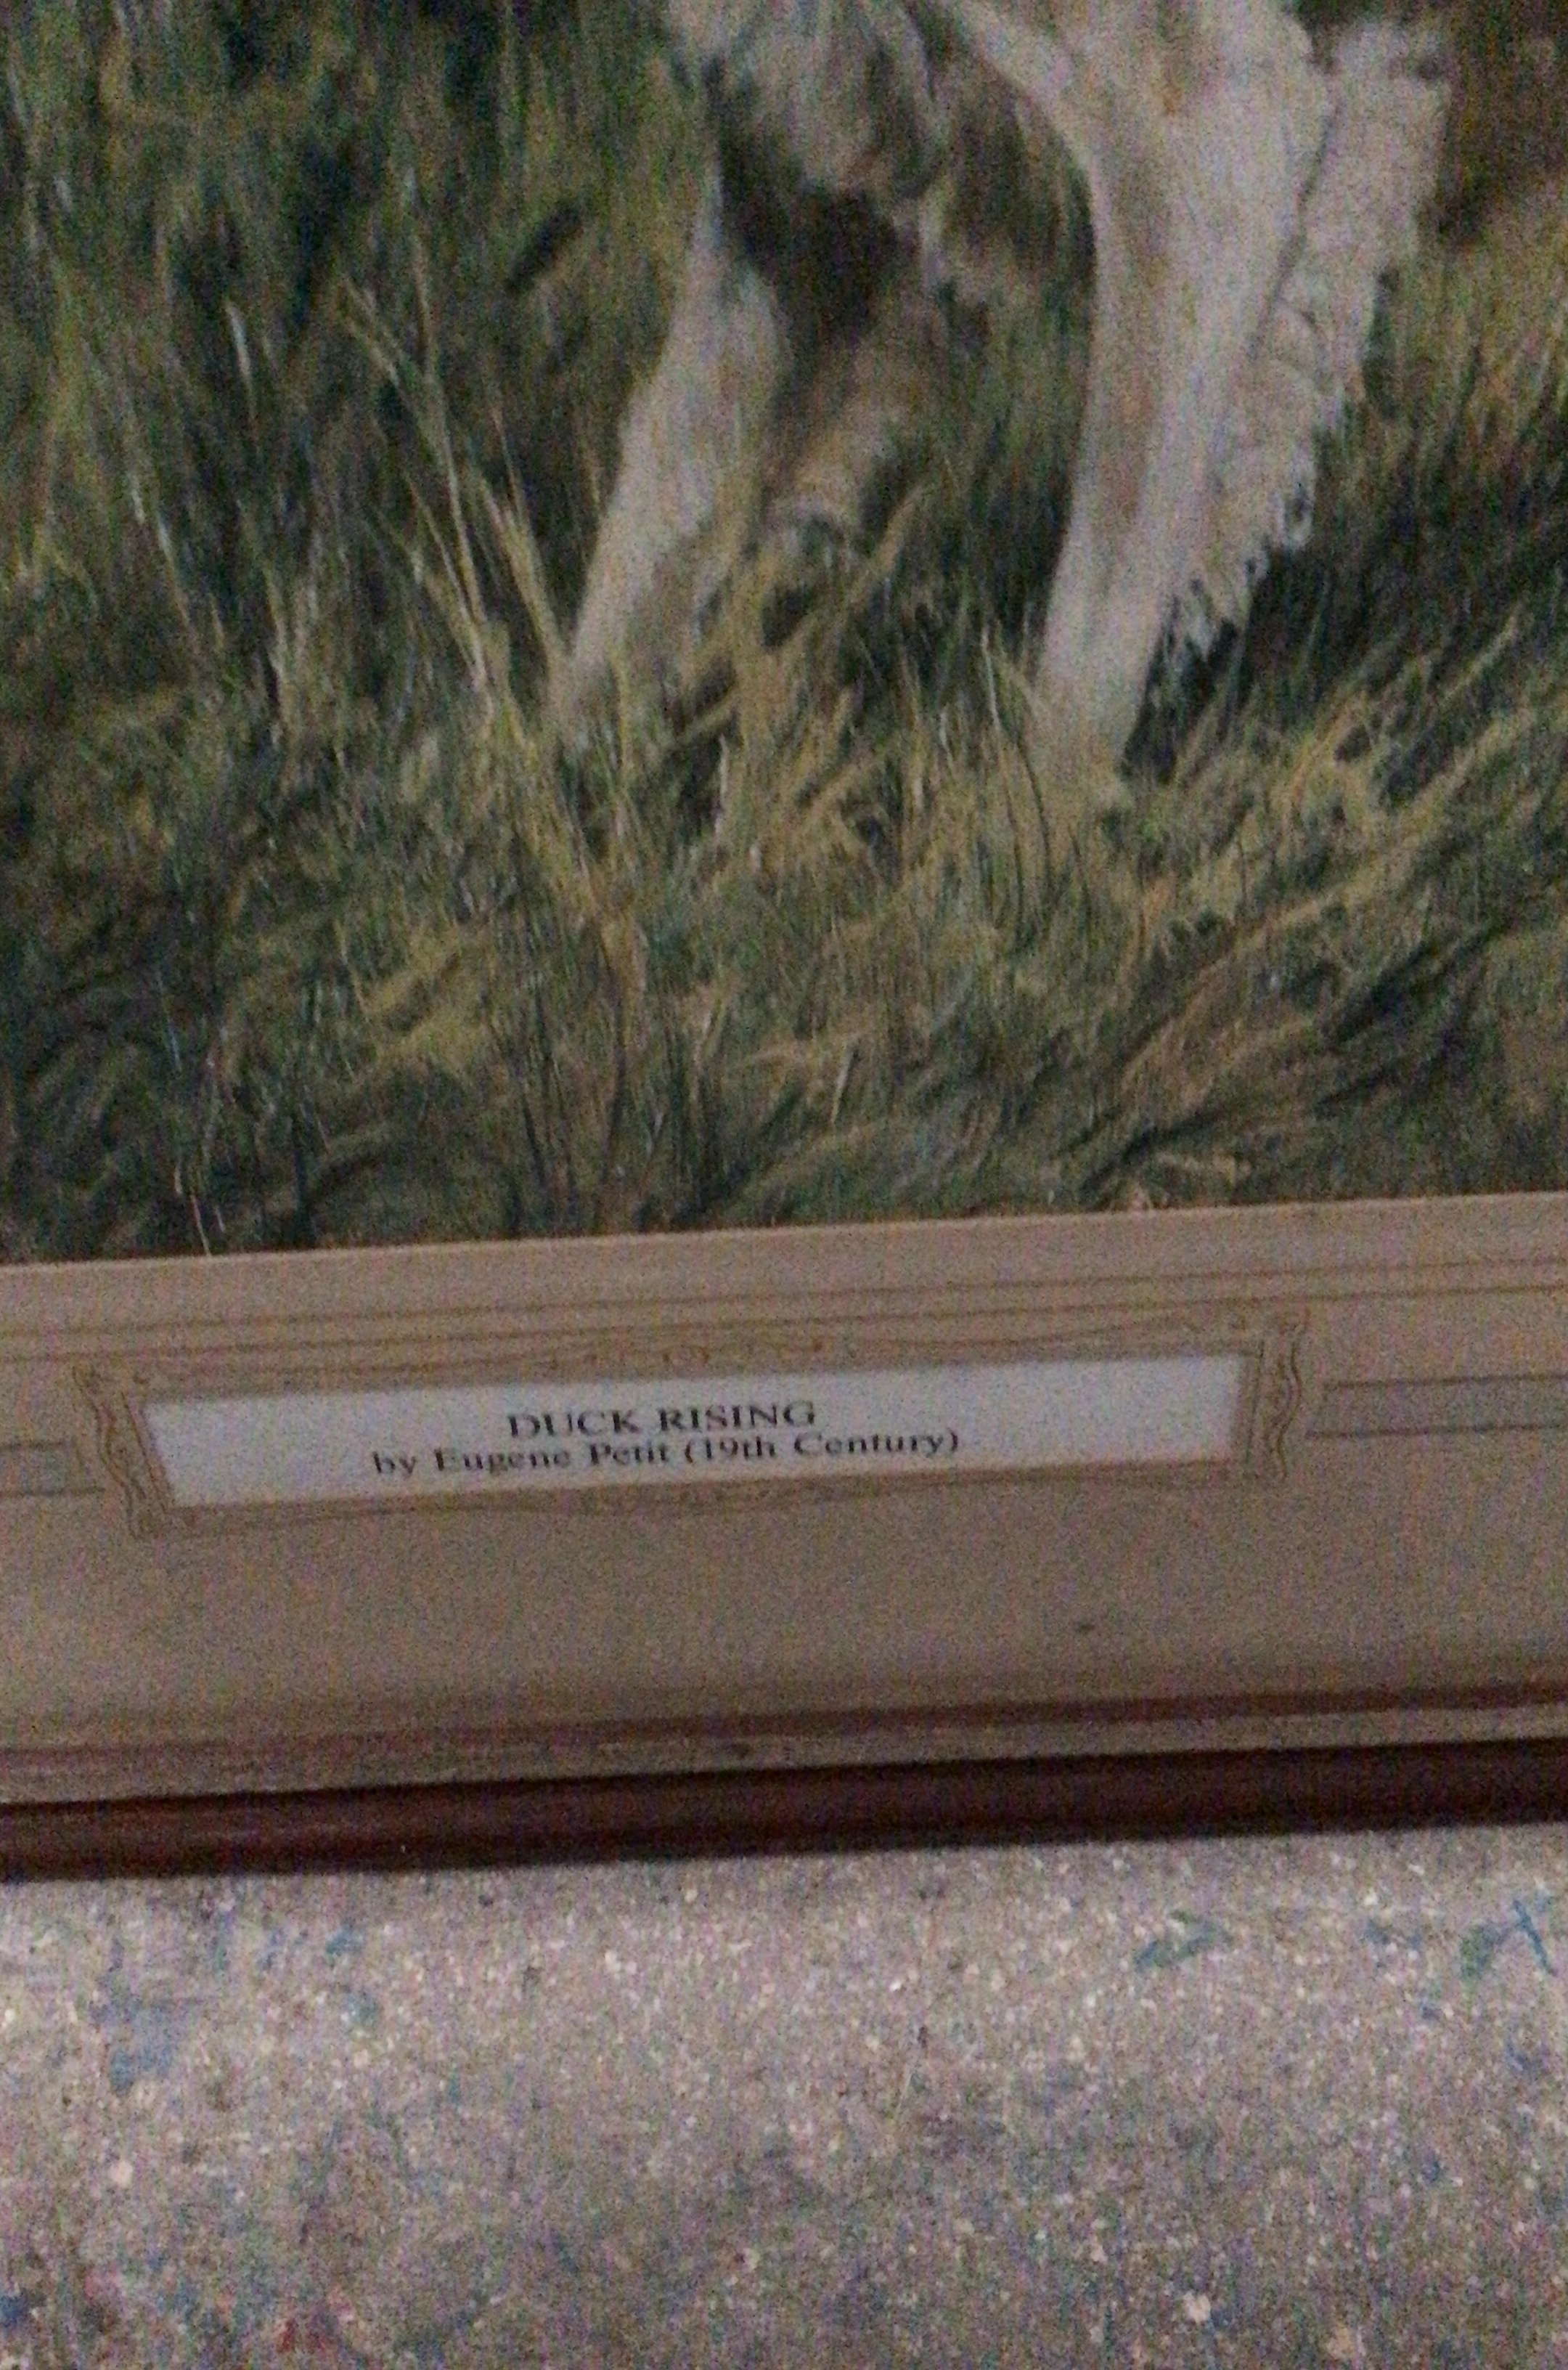 DUCK RISING
by Eugene Petit (19th Century)